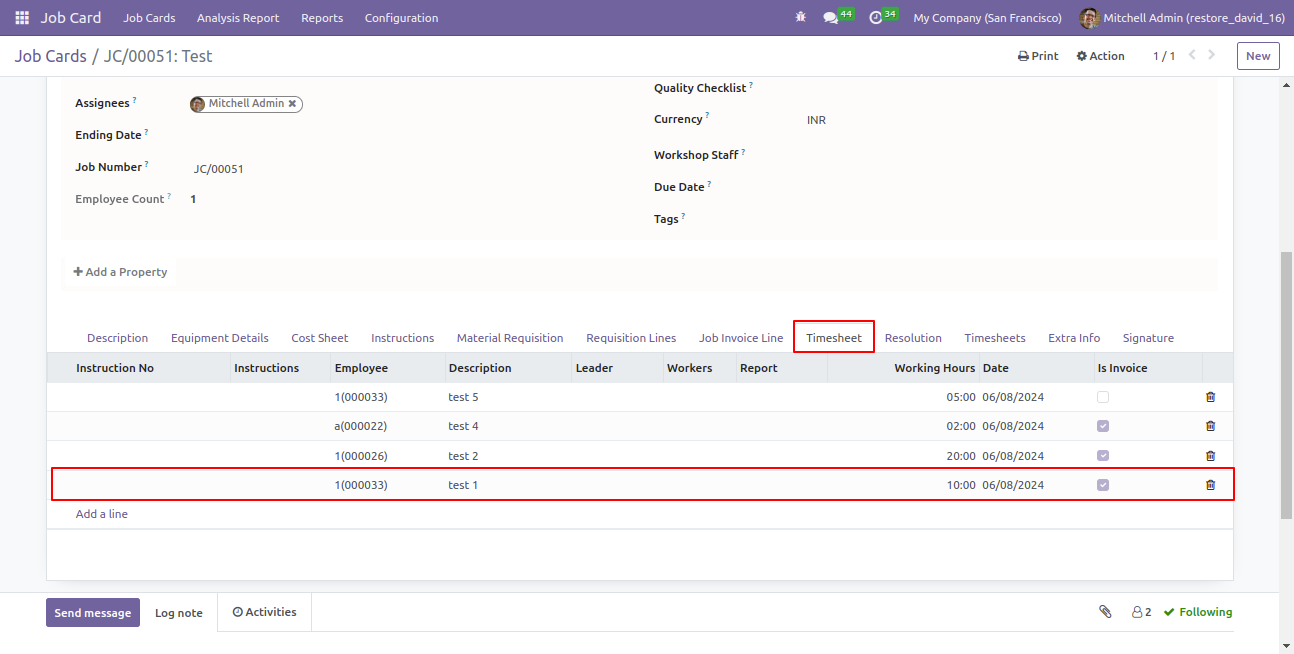 Job Card Job Cards Analysis Report Reports Configuration 44 34 My Company (San Francisco) Mitchell Admin (restore_david_16)
Job Cards / JC/00051: Test Print Action 1 / 1 New
Quality Checklist ?
Assignees ? Mitchell Admin ✖
Currency ? INR
Ending Date ?
Workshop Staff ?
Job Number ? JC/00051
Due Date ?
Employee Count ? 1
Tags ?
+ Add a Property
Description Equipment Details Cost Sheet Instructions Material Requisition Requisition Lines Job Invoice Line Timesheet Resolution Timesheets Extra Info Signature
Instruction No Instructions Employee Description Leader Workers Report Working Hours Date Is Invoice
1(000033) test 5 05:00 06/08/2024
a(000022) test 4 02:00 06/08/2024
1(000026) test 2 20:00 06/08/2024
1(000033) test 1 10:00 06/08/2024
Add a line
Send message Log note Activities 2 Following